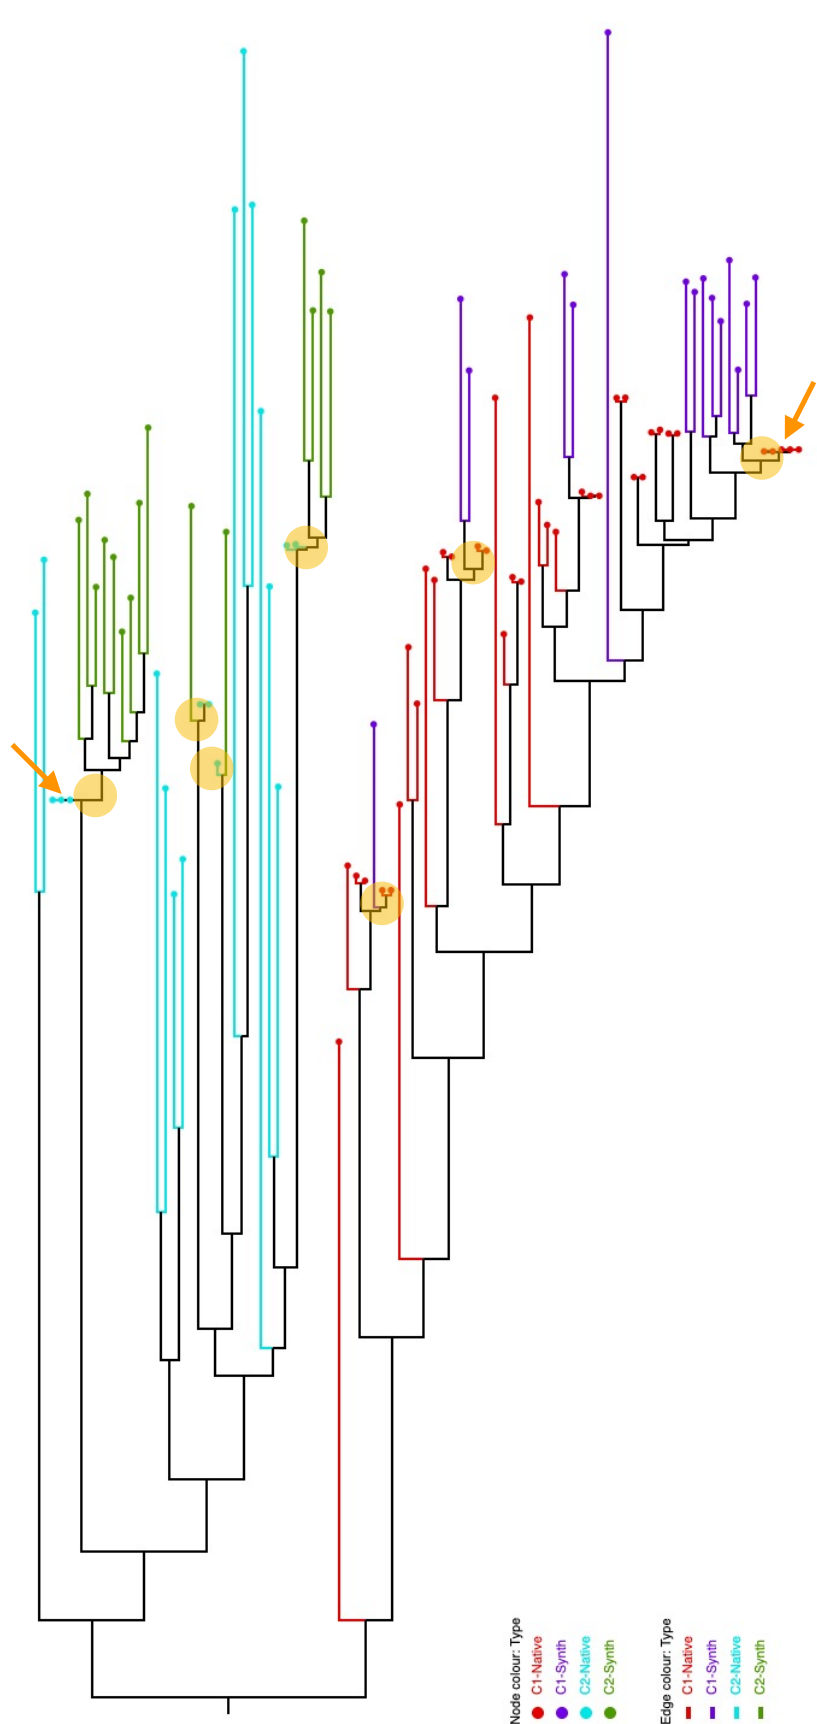 Node colour: Type
C1-Native
C1-Synth
C2-Native
C2-Synth
Edge colour: Type
C1-Native
C1-Synth
C2-Native
C2-Synth